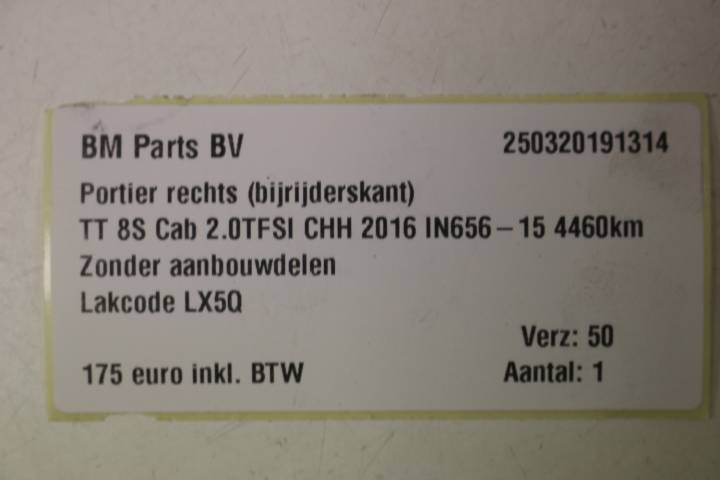 BM Parts BV 250320191314
Portier rechts (bijrijderskant)
TT 8S Cab 2.0TFSI CHH 2016 IN656-15 4460km
Zonder aanbouwdelen
Lakcode LX5Q
Verz: 50
175 euro inkl. BTW Aantal: 1